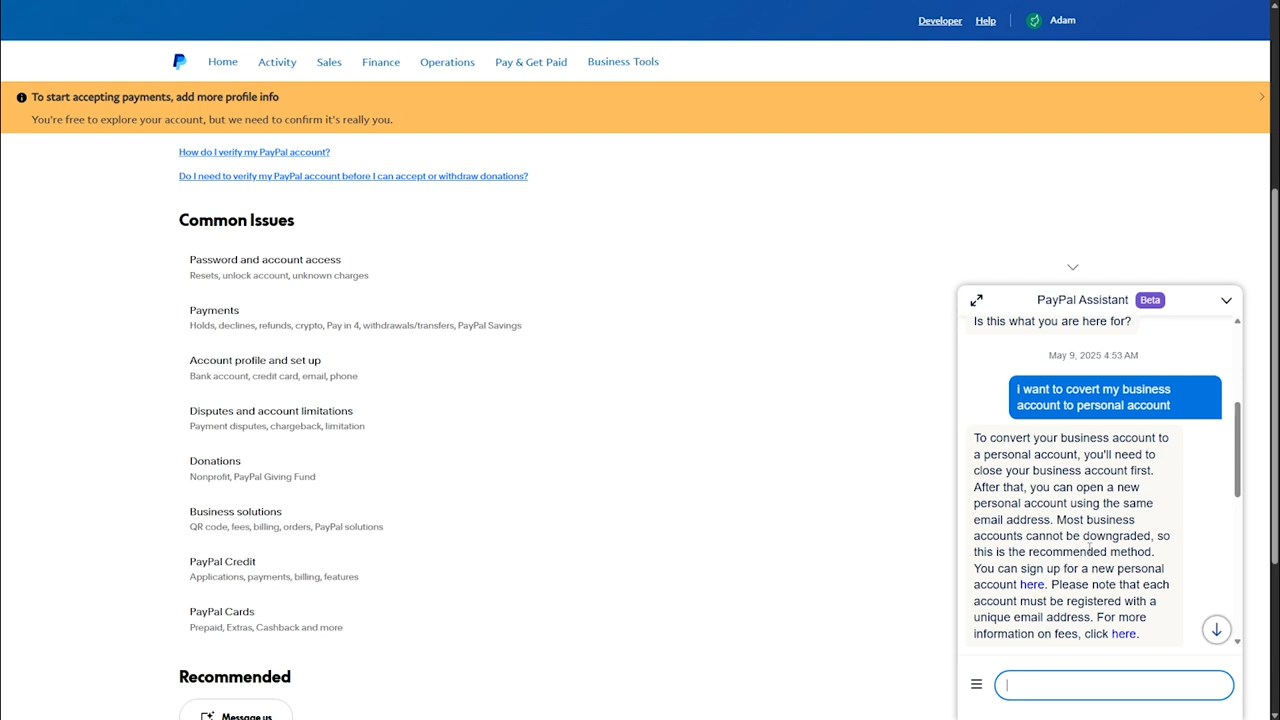 Developer Help Adam
Home Activity Sales Finance Operations Pay & Get Paid Business Tools
To start accepting payments, add more profile info
You're free to explore your account, but we need to confirm it's really you.
How do I verify my PayPal account?
Do I need to verify my PayPal account before I can accept or withdraw donations?
Common Issues
Password and account access
Resets, unlock account, unknown charges
Payments
Holds, declines, refunds, crypto, Pay in 4, withdrawals/transfers, PayPal Savings
Account profile and set up
Bank account, credit card, email, phone
Disputes and account limitations
Payment disputes, chargeback, limitation
Donations
Nonprofit, PayPal Giving Fund
Business solutions
QR code, fees, billing, orders, PayPal solutions
PayPal Credit
Applications, payments, billing, features
PayPal Cards
Prepaid, Extras, Cashback and more
Recommended
Message us
PayPal Assistant Beta
Is this what you are here for?
May 9, 2025 4:53 AM
i want to covert my business
account to personal account
To convert your business account to
a personal account, you'll need to
close your business account first.
After that, you can open a new
personal account using the same
email address. Most business
accounts cannot be downgraded, so
this is the recommended method.
You can sign up for a new personal
account here. Please note that each
account must be registered with a
unique email address. For more
information on fees, click here.